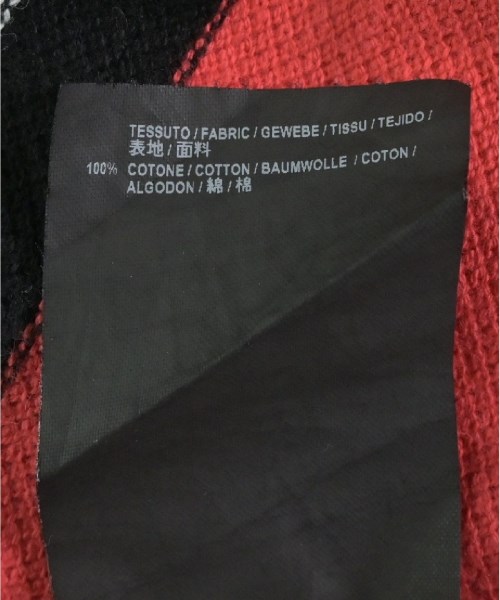 TESSUTO / FABRIC / GEWEBE / TISSU / TEJIDO /
表地 / 面料
100% COTONE / COTTON / BAUMWOLLE / COTON /
ALGODON / 綿 / 棉